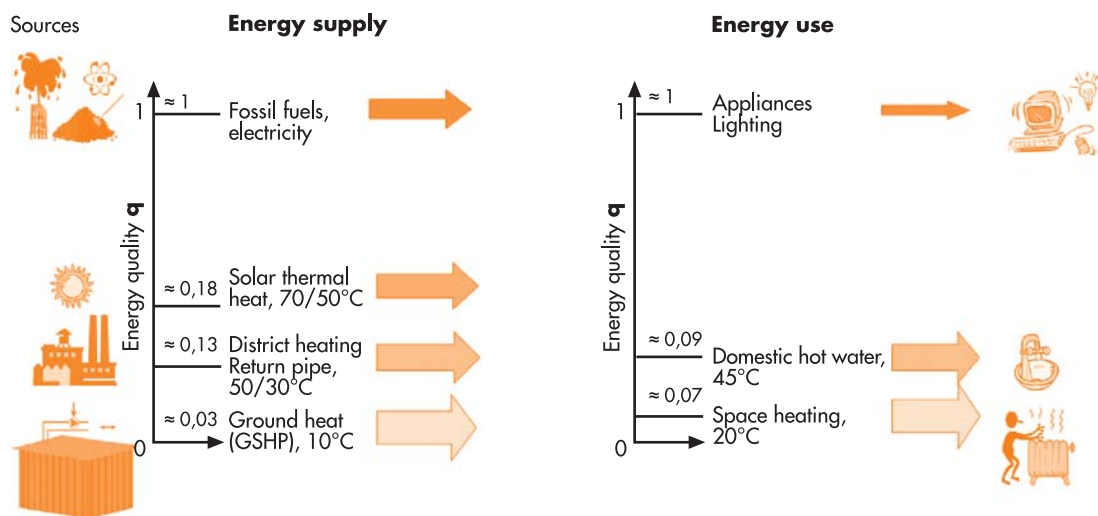 Sources
Energy supply
Energy quality q
1
≈ 1
Fossil fuels,
electricity
≈ 0,18
Solar thermal
heat, 70/50°C
≈ 0,13
District heating
Return pipe,
50/30°C
≈ 0,03
Ground heat
(GSHP), 10°C
0
Energy use
Energy quality q
1
≈ 1
Appliances
Lighting
≈ 0,09
Domestic hot water,
45°C
≈ 0,07
Space heating,
20°C
0